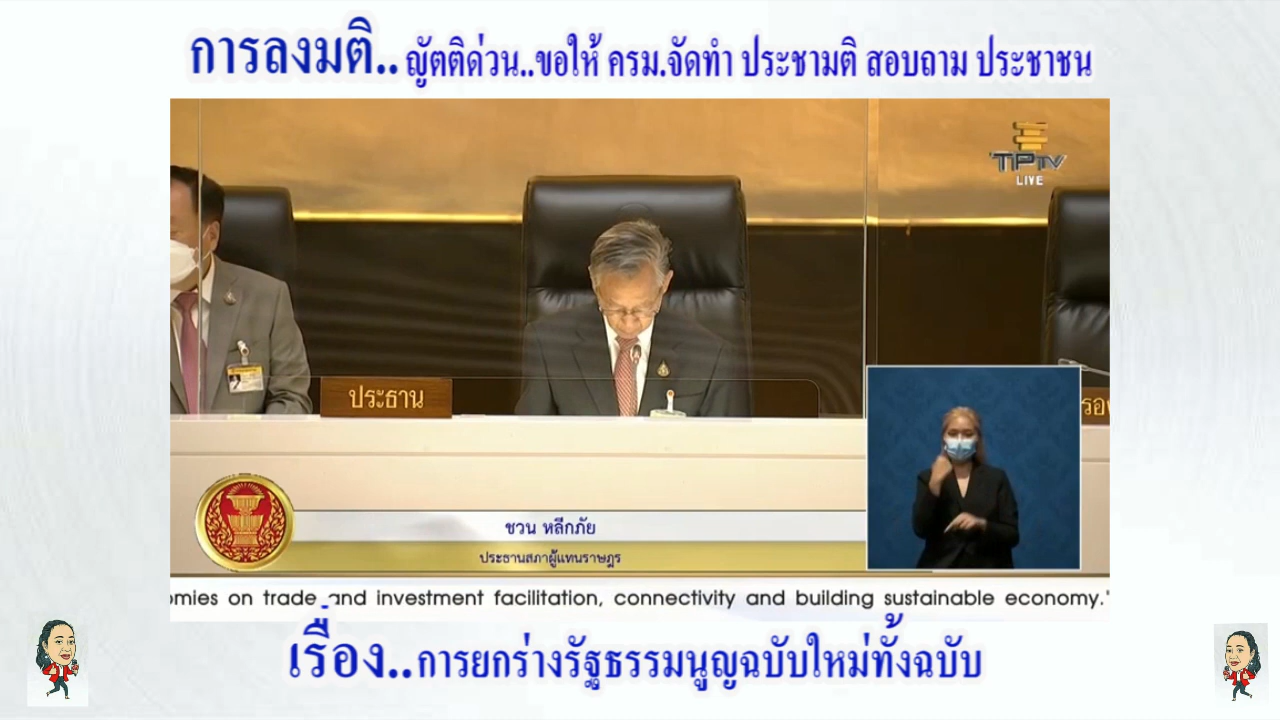 การลงมติ.. ญัตติด่วน..ขอให้ ครม.จัดทำ ประชามติ สอบถาม ประชาชน
TPTV
LIVE
ประธาน
รอง
ชวน หลีกภัย
ประธานสภาผู้แทนราษฎร
omies on trade and investment facilitation, connectivity and building sustainable economy."
เรื่อง..การยกร่างรัฐธรรมนูญฉบับใหม่ทั้งฉบับ